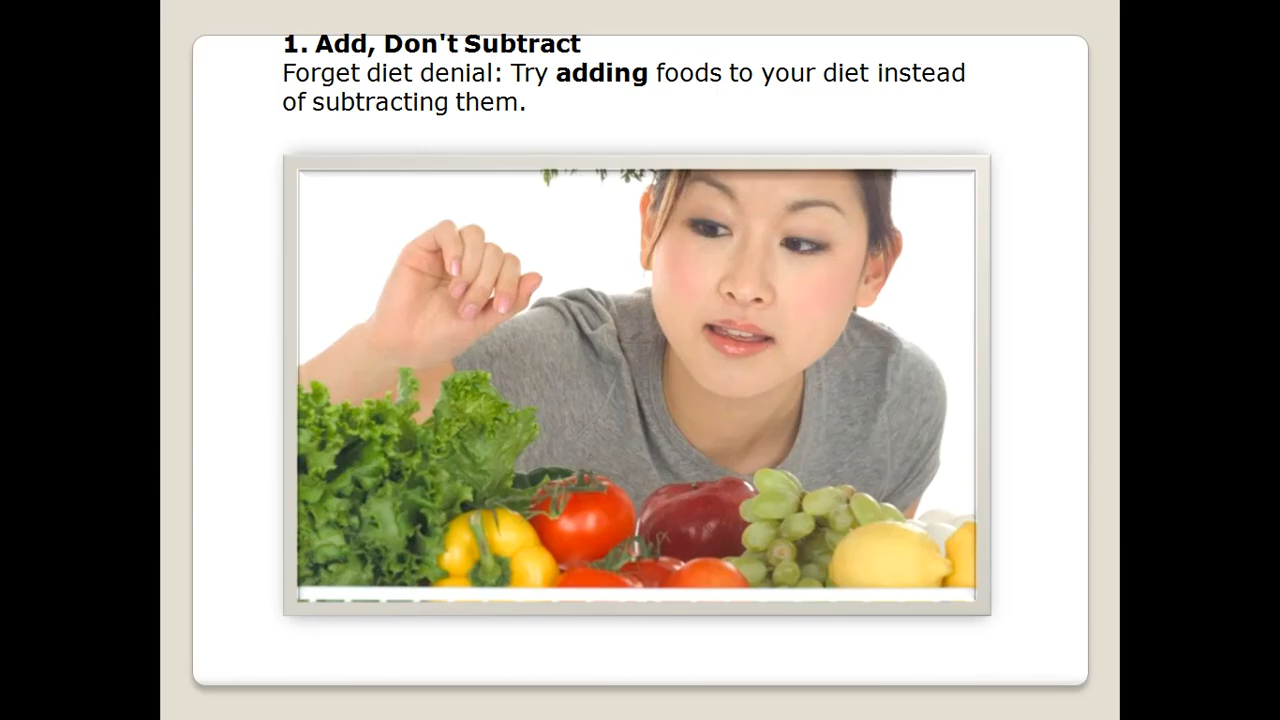 1. Add, Don't Subtract
Forget diet denial: Try adding foods to your diet instead
of subtracting them.